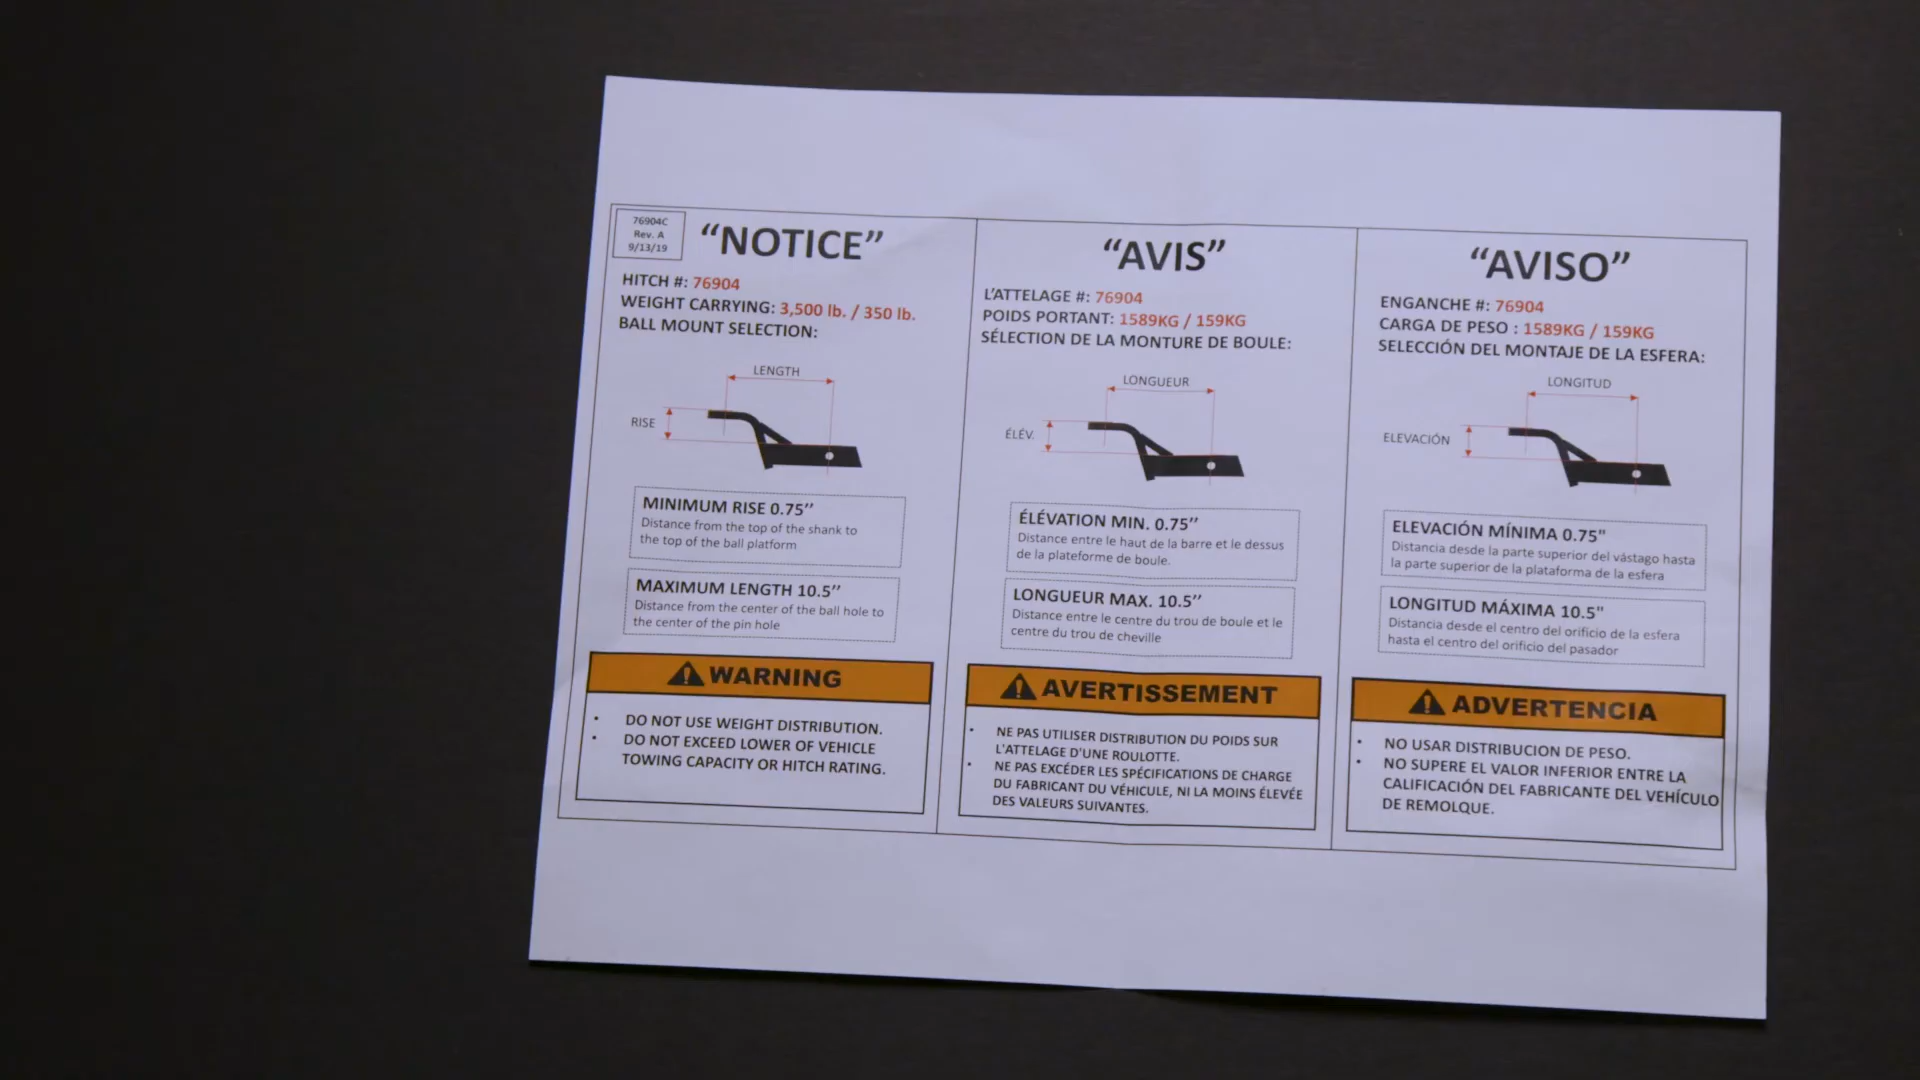 76904C
Rev. A
9/13/19
“NOTICE”
HITCH #: 76904
WEIGHT CARRYING: 3,500 lb. / 350 lb.
BALL MOUNT SELECTION:
LENGTH
RISE
MINIMUM RISE 0.75’’
Distance from the top of the shank to
the top of the ball platform
MAXIMUM LENGTH 10.5’’
Distance from the center of the ball hole to
the center of the pin hole
WARNING
• DO NOT USE WEIGHT DISTRIBUTION.
• DO NOT EXCEED LOWER OF VEHICLE
TOWING CAPACITY OR HITCH RATING.
“AVIS”
L’ATTELAGE #: 76904
POIDS PORTANT: 1589KG / 159KG
SÉLECTION DE LA MONTURE DE BOULE:
LONGUEUR
ÉLÉV.
ÉLÉVATION MIN. 0.75’’
Distance entre le haut de la barre et le dessus
de la plateforme de boule.
LONGUEUR MAX. 10.5’’
Distance entre le centre du trou de boule et le
centre du trou de cheville
AVERTISSEMENT
• NE PAS UTILISER DISTRIBUTION DU POIDS SUR
L'ATTELAGE D'UNE ROULOTTE.
• NE PAS EXCÉDER LES SPÉCIFICATIONS DE CHARGE
DU FABRICANT DU VÉHICULE, NI LA MOINS ÉLEVÉE
DES VALEURS SUIVANTES.
“AVISO”
ENGANCHE #: 76904
CARGA DE PESO : 1589KG / 159KG
SELECCIÓN DEL MONTAJE DE LA ESFERA:
LONGITUD
ELEVACIÓN
ELEVACIÓN MÍNIMA 0.75"
Distancia desde la parte superior del vástago hasta
la parte superior de la plataforma de la esfera
LONGITUD MÁXIMA 10.5"
Distancia desde el centro del orificio de la esfera
hasta el centro del orificio del pasador
ADVERTENCIA
• NO USAR DISTRIBUCION DE PESO.
• NO SUPERE EL VALOR INFERIOR ENTRE LA
CALIFICACIÓN DEL FABRICANTE DEL VEHÍCULO
DE REMOLQUE.